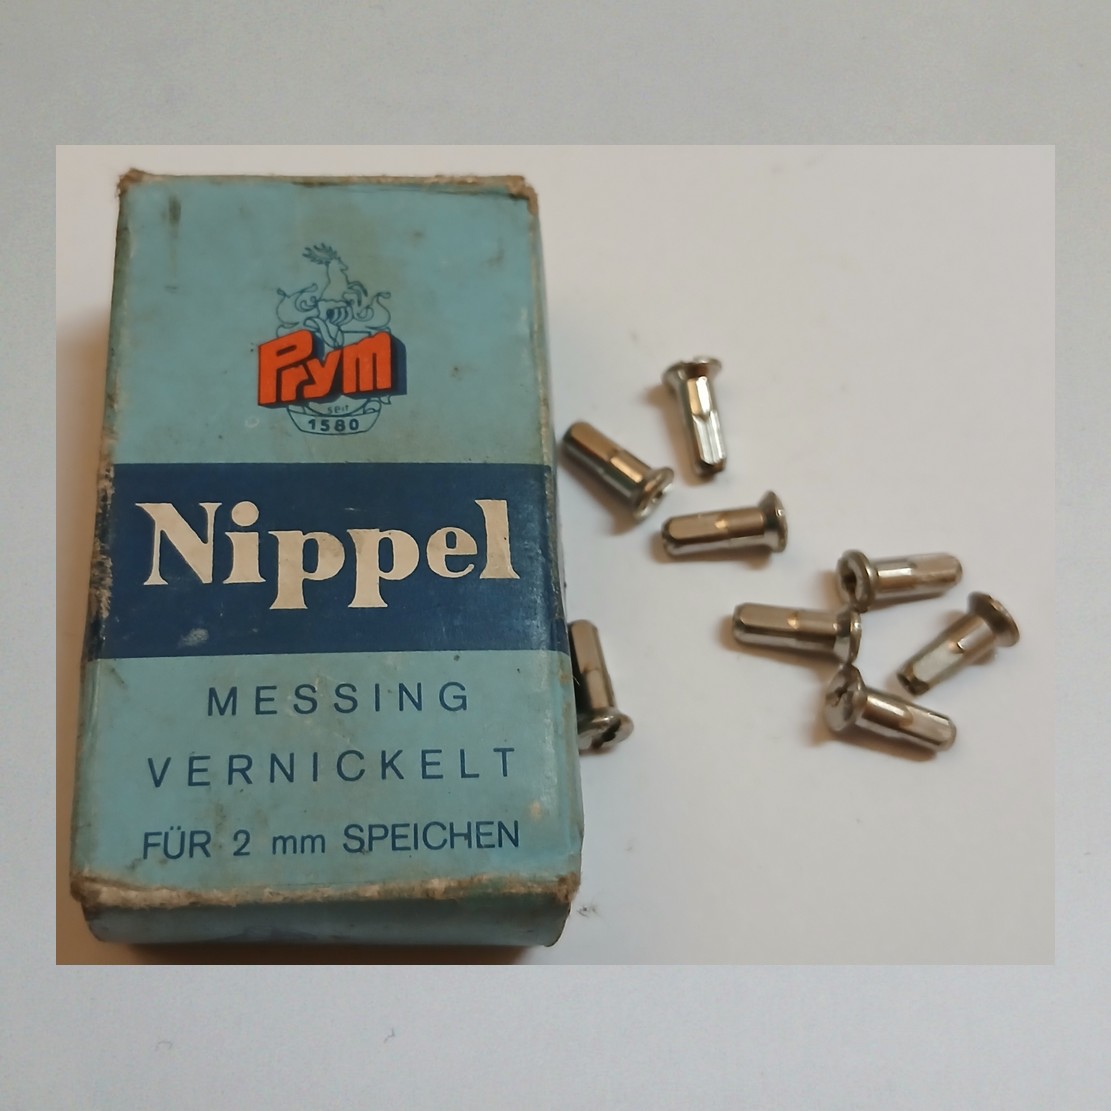 Prym
seit
1580
Nippel
MESSING
VERNICKELT
FÜR 2 mm SPEICHEN